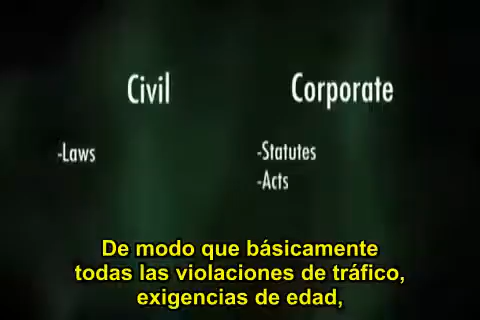 Civil
Corporate
-Laws
-Statutes
-Acts
De modo que básicamente
todas las violaciones de tráfico,
exigencias de edad,